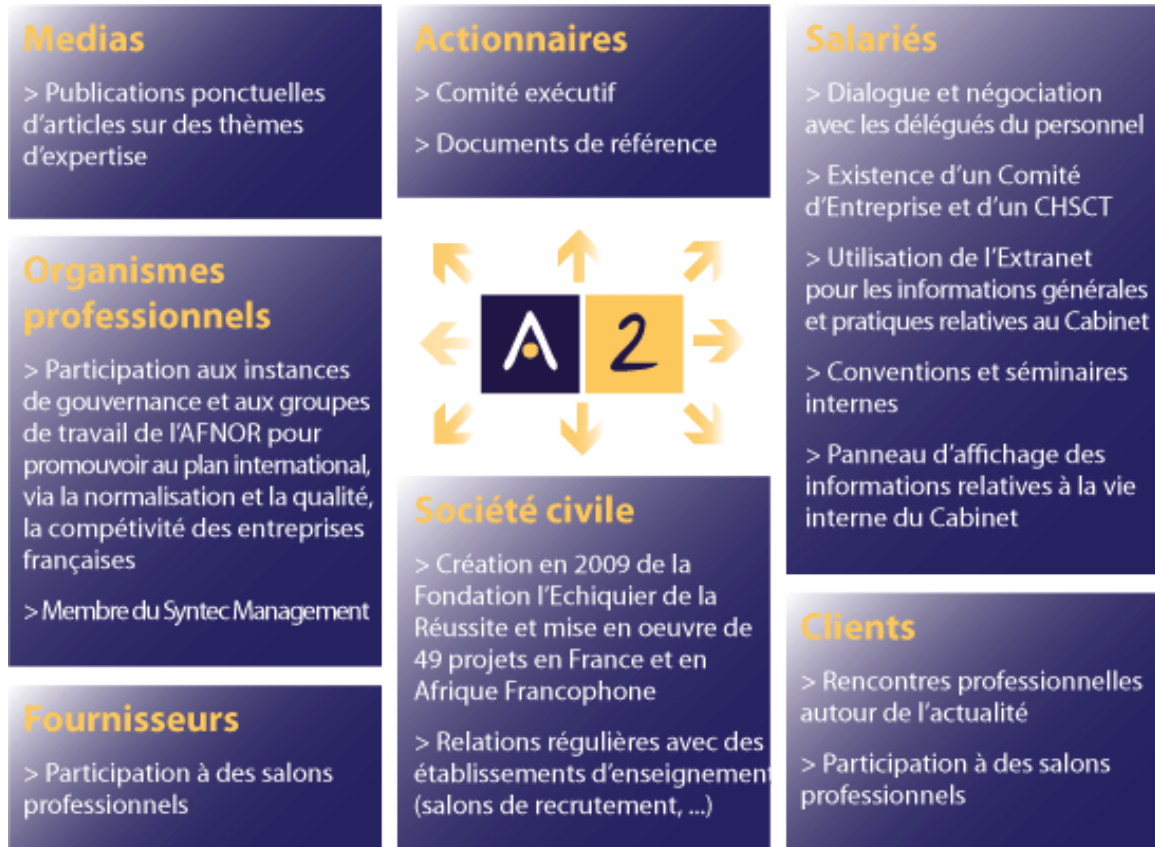 Medias
> Publications ponctuelles
d'articles sur des thèmes
d'expertise
Organismes
professionnels
> Participation aux instances
de gouvernance et aux groupes
de travail de l'AFNOR pour
promouvoir au plan international,
via la normalisation et la qualité,
la compétivité des entreprises
françaises
> Membre du Syntec Management
Fournisseurs
> Participation à des salons
professionnels
Actionnaires
> Comité exécutif
> Documents de référence
A 2
Société civile
> Création en 2009 de la
Fondation l'Echiquier de la
Réussite et mise en oeuvre de
49 projets en France et en
Afrique Francophone
> Relations régulières avec des
établissements d'enseignement
(salons de recrutement, ...)
Salariés
> Dialogue et négociation
avec les délégués du personnel
> Existence d'un Comité
d'Entreprise et d'un CHSCT
> Utilisation de l'Extranet
pour les informations générales
et pratiques relatives au Cabinet
> Conventions et séminaires
internes
> Panneau d'affichage des
informations relatives à la vie
interne du Cabinet
Clients
> Rencontres professionnelles
autour de l'actualité
> Participation à des salons
professionnels